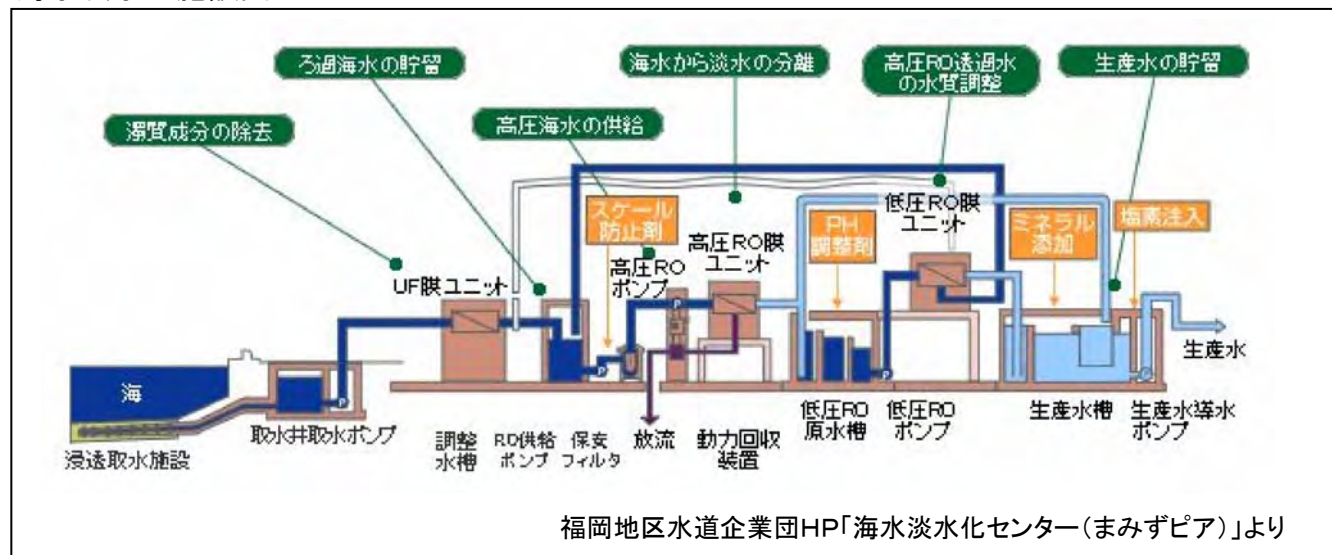 ろ過海水の貯留
海水から淡水の分離
高圧RO透過水
の水質調整
生産水の貯留
濁質成分の除去
高圧海水の供給
スケール
防止剤
PH
調整剤
低圧RO膜
ユニット
ミネラル
添加
塩素注入
高圧RO
ポンプ
高圧RO膜
ユニット
UF膜ユニット
P
P
P
P
P
生産水
海
取水井取水ポンプ
浸透取水施設
調整
水槽
RO供給
ポンプ
保安
フィルタ
放流
動力回収
装置
低圧RO
原水槽
低圧RO
ポンプ
生産水槽
生産水導水
ポンプ
福岡地区水道企業団HP「海水淡水化センター(まみずピア)」より